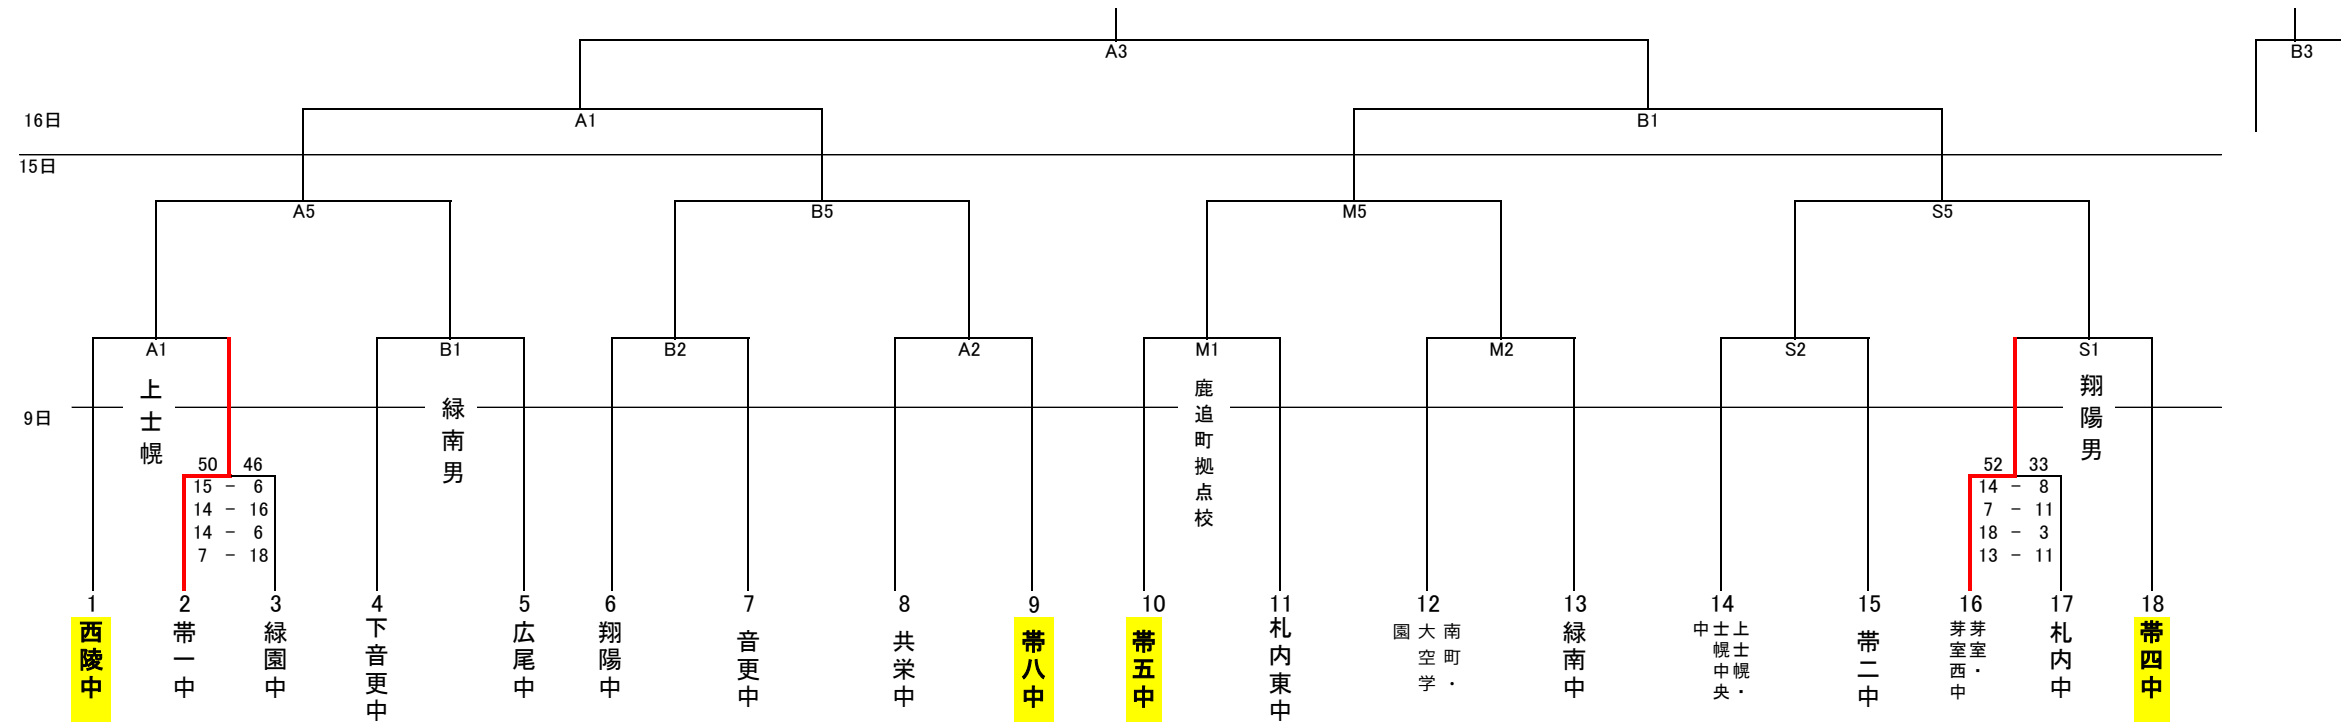 A3
B3
16日
A1
B1
15日
A5
B5
M5
S5
A1
B1
B2
A2
M1
M2
S2
S1
9日
上士幌
緑南男
鹿追町拠点校
翔陽男
50 46
15 - 6
14 - 16
14 - 6
7 - 18
52 33
14 - 8
7 - 11
18 - 3
13 - 11
1
西陵中
2
帯一中
3
緑園中
4
下音更中
5
広尾中
6
翔陽中
7
音更中
8
共栄中
9
帯八中
10
帯五中
11
札内東中
12
南町・
大空学
園
13
緑南中
14
上士幌・
士幌中央
中
15
帯二中
16
芽室・
芽室西中
17
札内中
18
帯四中